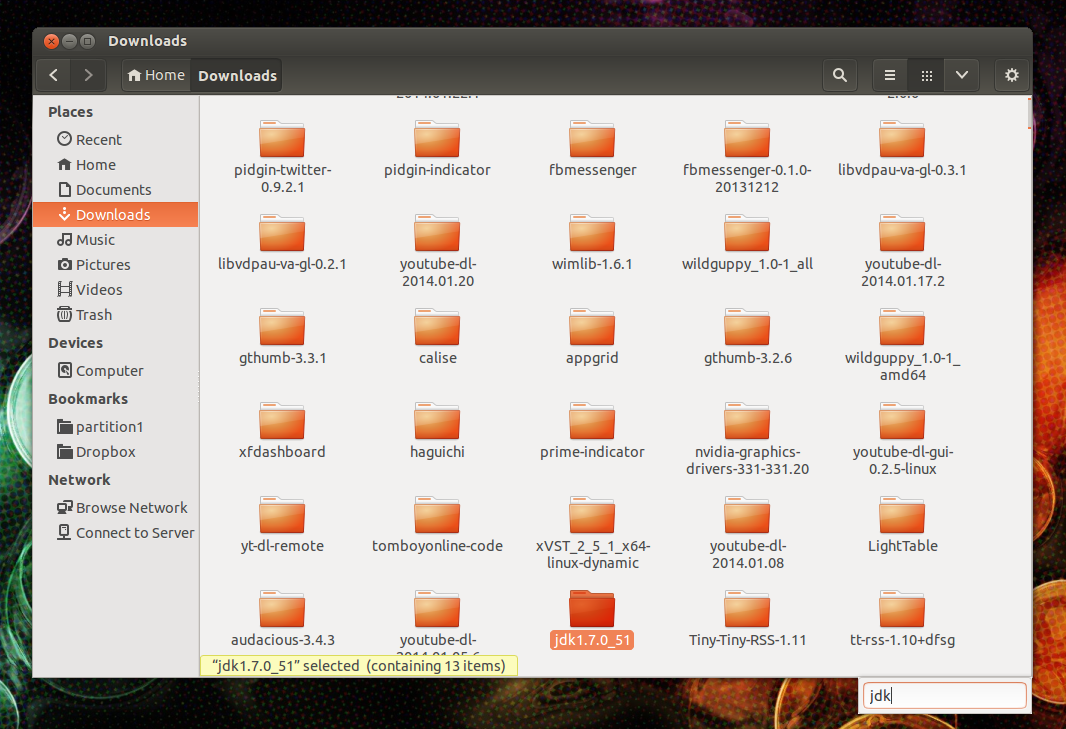 Downloads
Home
Downloads
Places
Recent
Home
Documents
Downloads
Music
Pictures
Videos
Trash
Devices
Computer
Bookmarks
partition1
Dropbox
Network
Browse Network
Connect to Server
pidgin-twitter-
0.9.2.1
pidgin-indicator
fbmessenger
fbmessenger-0.1.0-
20131212
libvdpau-va-gl-0.3.1
libvdpau-va-gl-0.2.1
youtube-dl-
2014.01.20
wimlib-1.6.1
wildguppy_1.0-1_all
youtube-dl-
2014.01.17.2
gthumb-3.3.1
calise
appgrid
gthumb-3.2.6
wildguppy_1.0-1_
amd64
xfdashboard
haguichi
prime-indicator
nvidia-graphics-
drivers-331-331.20
youtube-dl-gui-
0.2.5-linux
yt-dl-remote
tomboyonline-code
xVST_2_5_1_x64-
linux-dynamic
youtube-dl-
2014.01.08
LightTable
audacious-3.4.3
youtube-dl-
jdk1.7.0_51
Tiny-Tiny-RSS-1.11
tt-rss-1.10+dfsg
“jdk1.7.0_51” selected (containing 13 items)
jdk